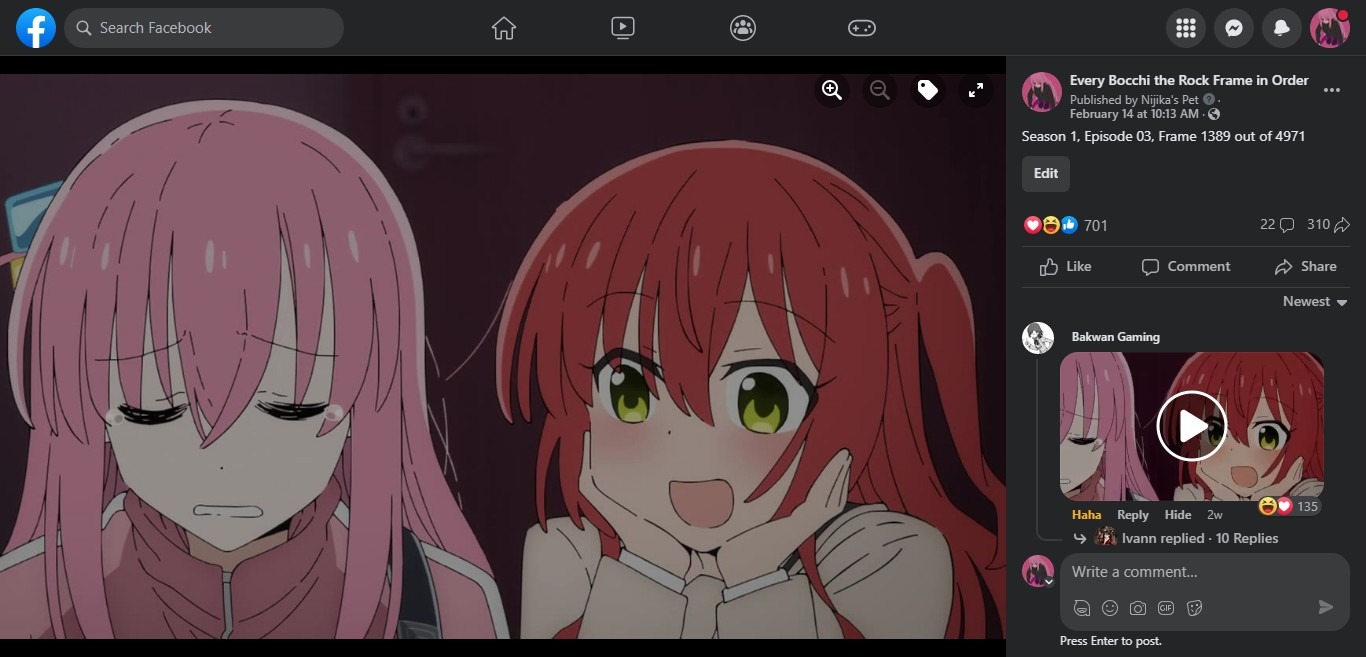 Search Facebook
Every Bocchi the Rock Frame in Order
Published by Nijika's Pet ·
February 14 at 10:13 AM ·
Season 1, Episode 03, Frame 1389 out of 4971
Edit
701
22
310
Like
Comment
Share
Newest
Bakwan Gaming
135
Haha Reply Hide 2w
Ivann replied · 10 Replies
Write a comment...
GIF
Press Enter to post.